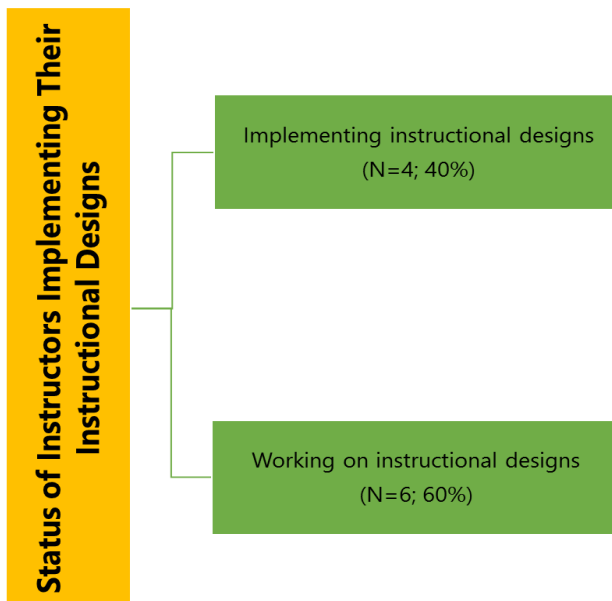 Status of Instructors Implementing Their
Instructional Designs
Implementing instructional designs
(N=4; 40%)
Working on instructional designs
(N=6; 60%)